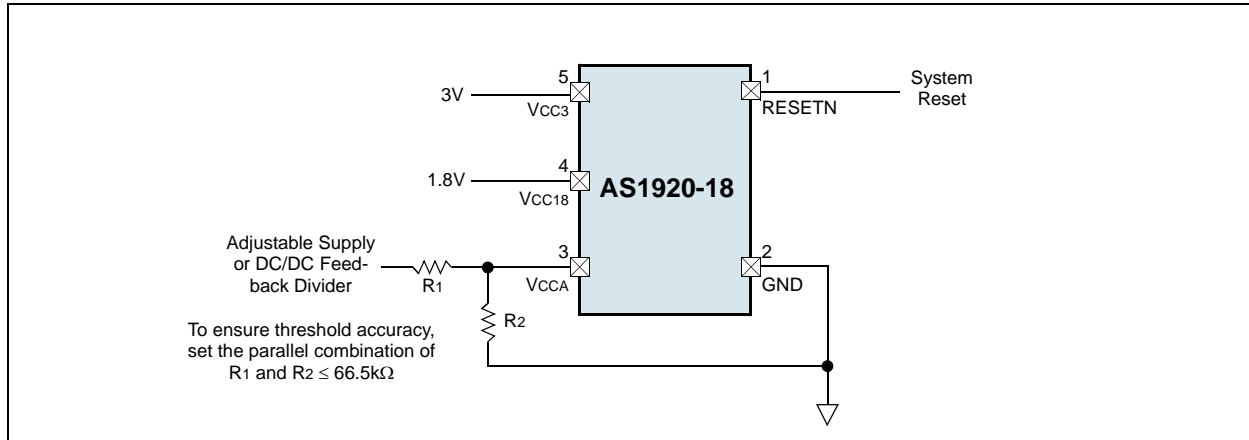 5
3V
VCC3
1
RESETN
System
Reset
4
1.8V
VCC18
AS1920-18
3
VCCA
2
GND
Adjustable Supply
or DC/DC Feed-
back Divider
R1
R2
To ensure threshold accuracy,
set the parallel combination of
R1 and R2 ≤ 66.5kΩ